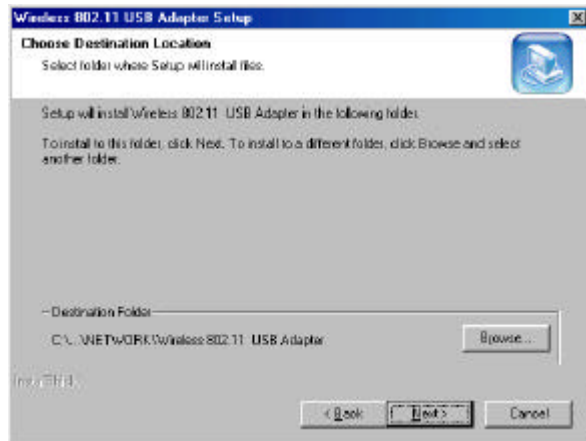 Wireless 802.11 USB Adapter Setup
Choose Destination Location
Select folder where Setup will install files.
Setup will install Wireless 802.11 USB Adapter in the following folder.
To install to this folder, click Next. To install to a different folder, click Browse and select
another folder.
Destination Folder
C:\...\NETWORK\Wireless 802.11 USB Adapter
Browse...
InstallShield
< Back
Next >
Cancel